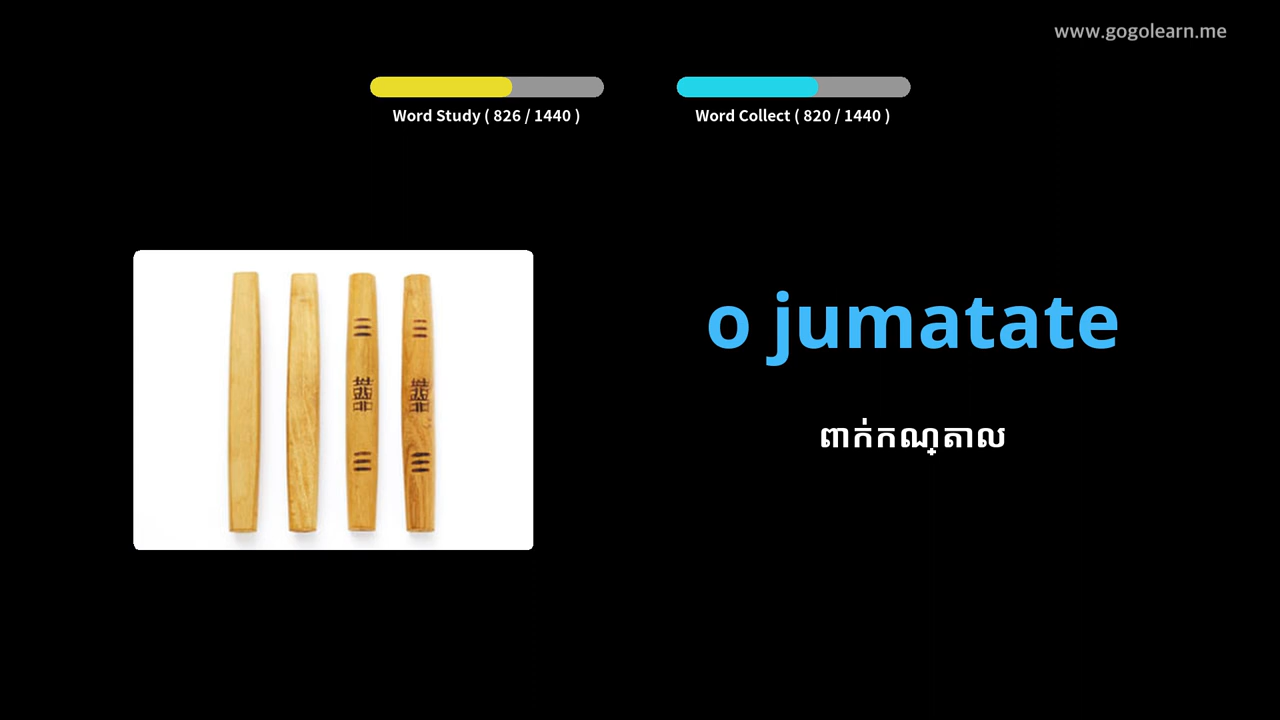 www.gogolearn.me
Word Study ( 826 / 1440 )
Word Collect ( 820 / 1440 )
o jumatate
ពាក់កណ្តាល